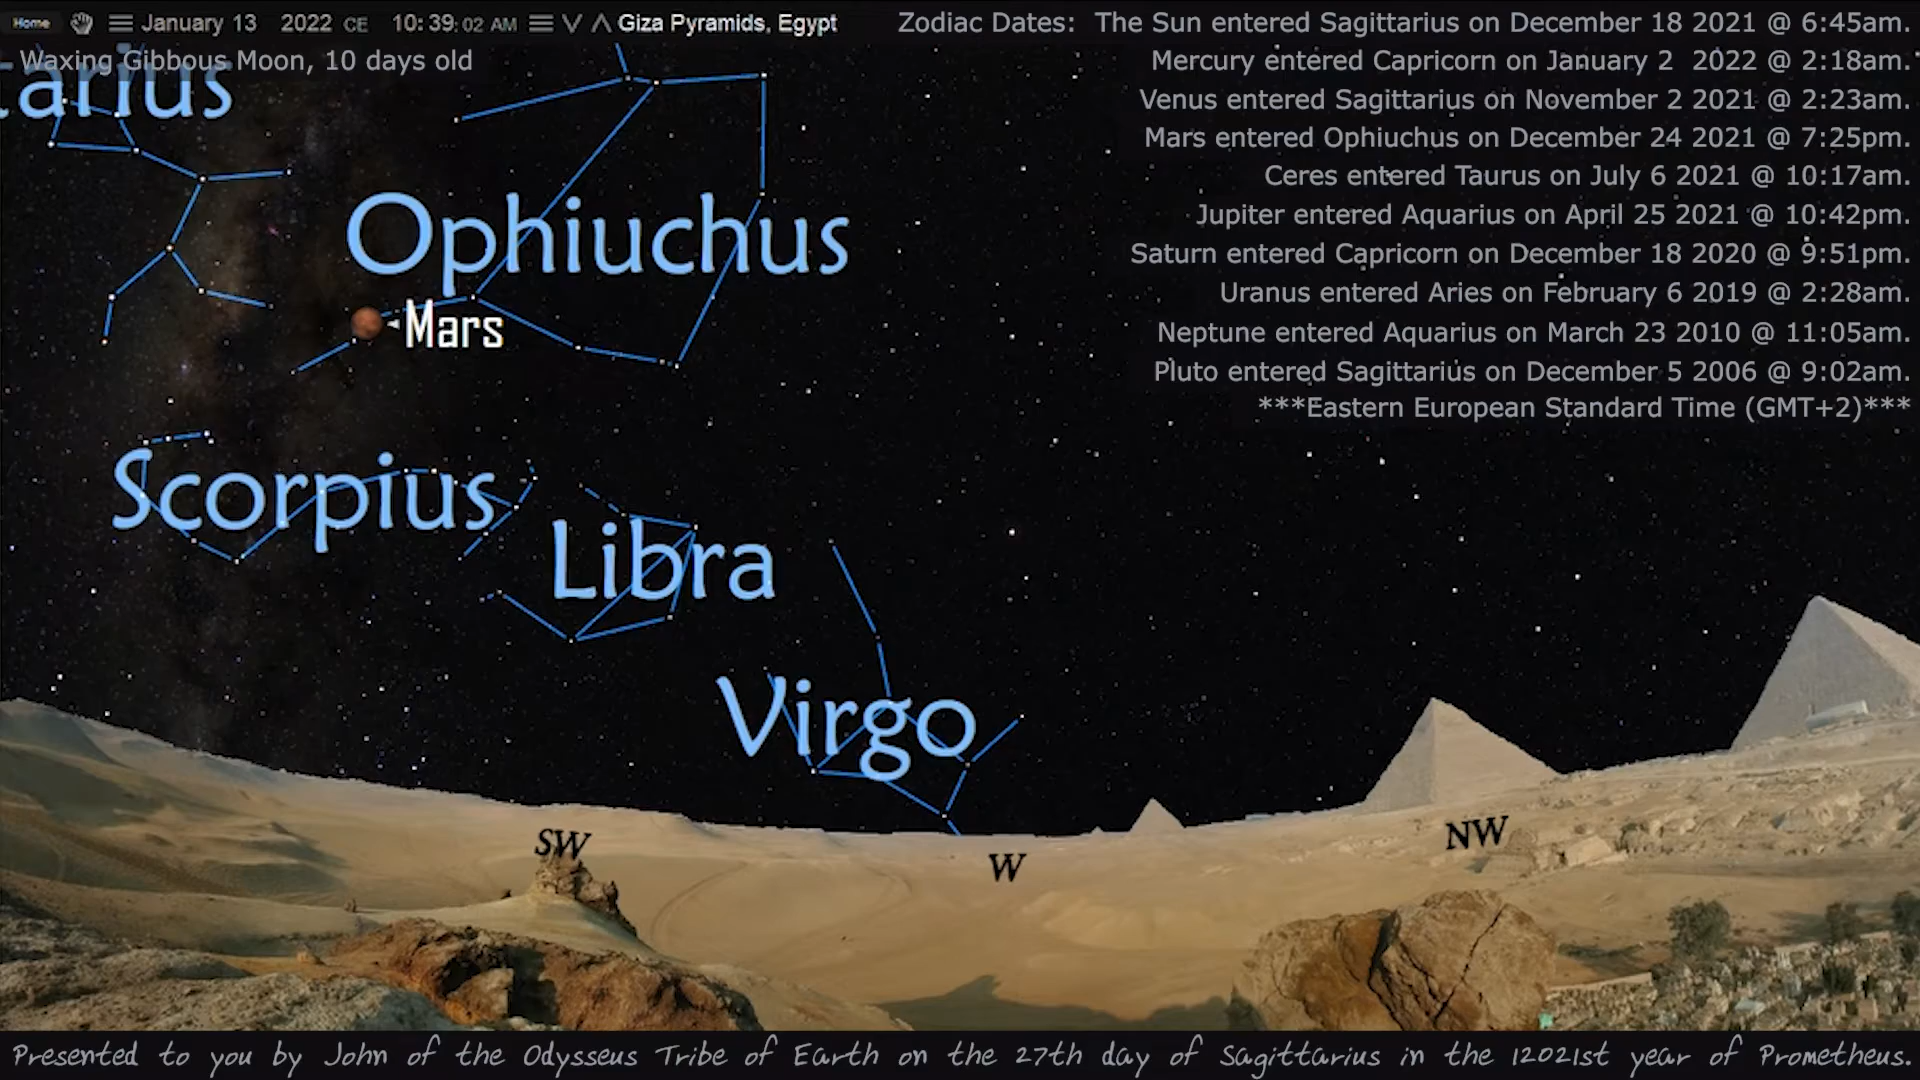 Home January 13 2022 CE 10:39:02 AM Giza Pyramids, Egypt
Waxing Gibbous Moon, 10 days old
Zodiac Dates: The Sun entered Sagittarius on December 18 2021 @ 6:45am.
Mercury entered Capricorn on January 2 2022 @ 2:18am.
Venus entered Sagittarius on November 2 2021 @ 2:23am.
Mars entered Ophiuchus on December 24 2021 @ 7:25pm.
Ceres entered Taurus on July 6 2021 @ 10:17am.
Jupiter entered Aquarius on April 25 2021 @ 10:42pm.
Saturn entered Capricorn on December 18 2020 @ 9:51pm.
Uranus entered Aries on February 6 2019 @ 2:28am.
Neptune entered Aquarius on March 23 2010 @ 11:05am.
Pluto entered Sagittarius on December 5 2006 @ 9:02am.
***Eastern European Standard Time (GMT+2)***
tarius
Ophiuchus
Mars
Scorpius
Libra
Virgo
SW
W
NW
Presented to you by John of the Odysseus Tribe of Earth on the 27th day of Sagittarius in the 12021st year of Prometheus.